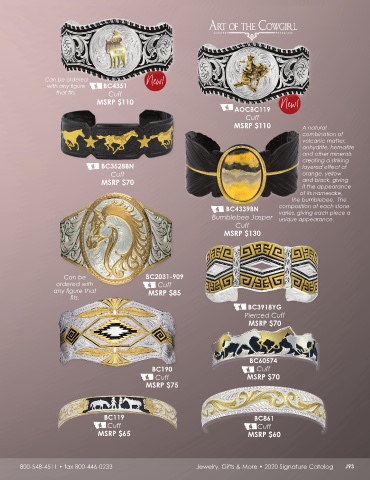 ART OF THE COWGIRL
Can be ordered
with any figure
that fits.
New!
BC4351
Cuff
MSRP $110
New!
AOCBC119
Cuff
MSRP $110
A natural
combination of
volcanic matter,
anhydrite, hematite
and other minerals
creating a striking
layered effect of
orange, yellow
and black, giving
it the appearance
of its namesake,
the bumblebee. The
composition of each stone
varies, giving each piece a
unique appearance.
BC3528BN
Cuff
MSRP $70
BC4339BN
Bumblebee Jasper
Cuff
MSRP $130
Can be
ordered with
any figure that
fits.
BC2031-909
Cuff
MSRP $85
BC3918YG
Pierced Cuff
MSRP $70
BC190
Cuff
MSRP $75
BC60574
Cuff
MSRP $70
BC119
Cuff
MSRP $65
BC861
Cuff
MSRP $60
800-548-4511 • fax 800-446-0233
Jewelry, Gifts & More • 2020 Signature Catalog